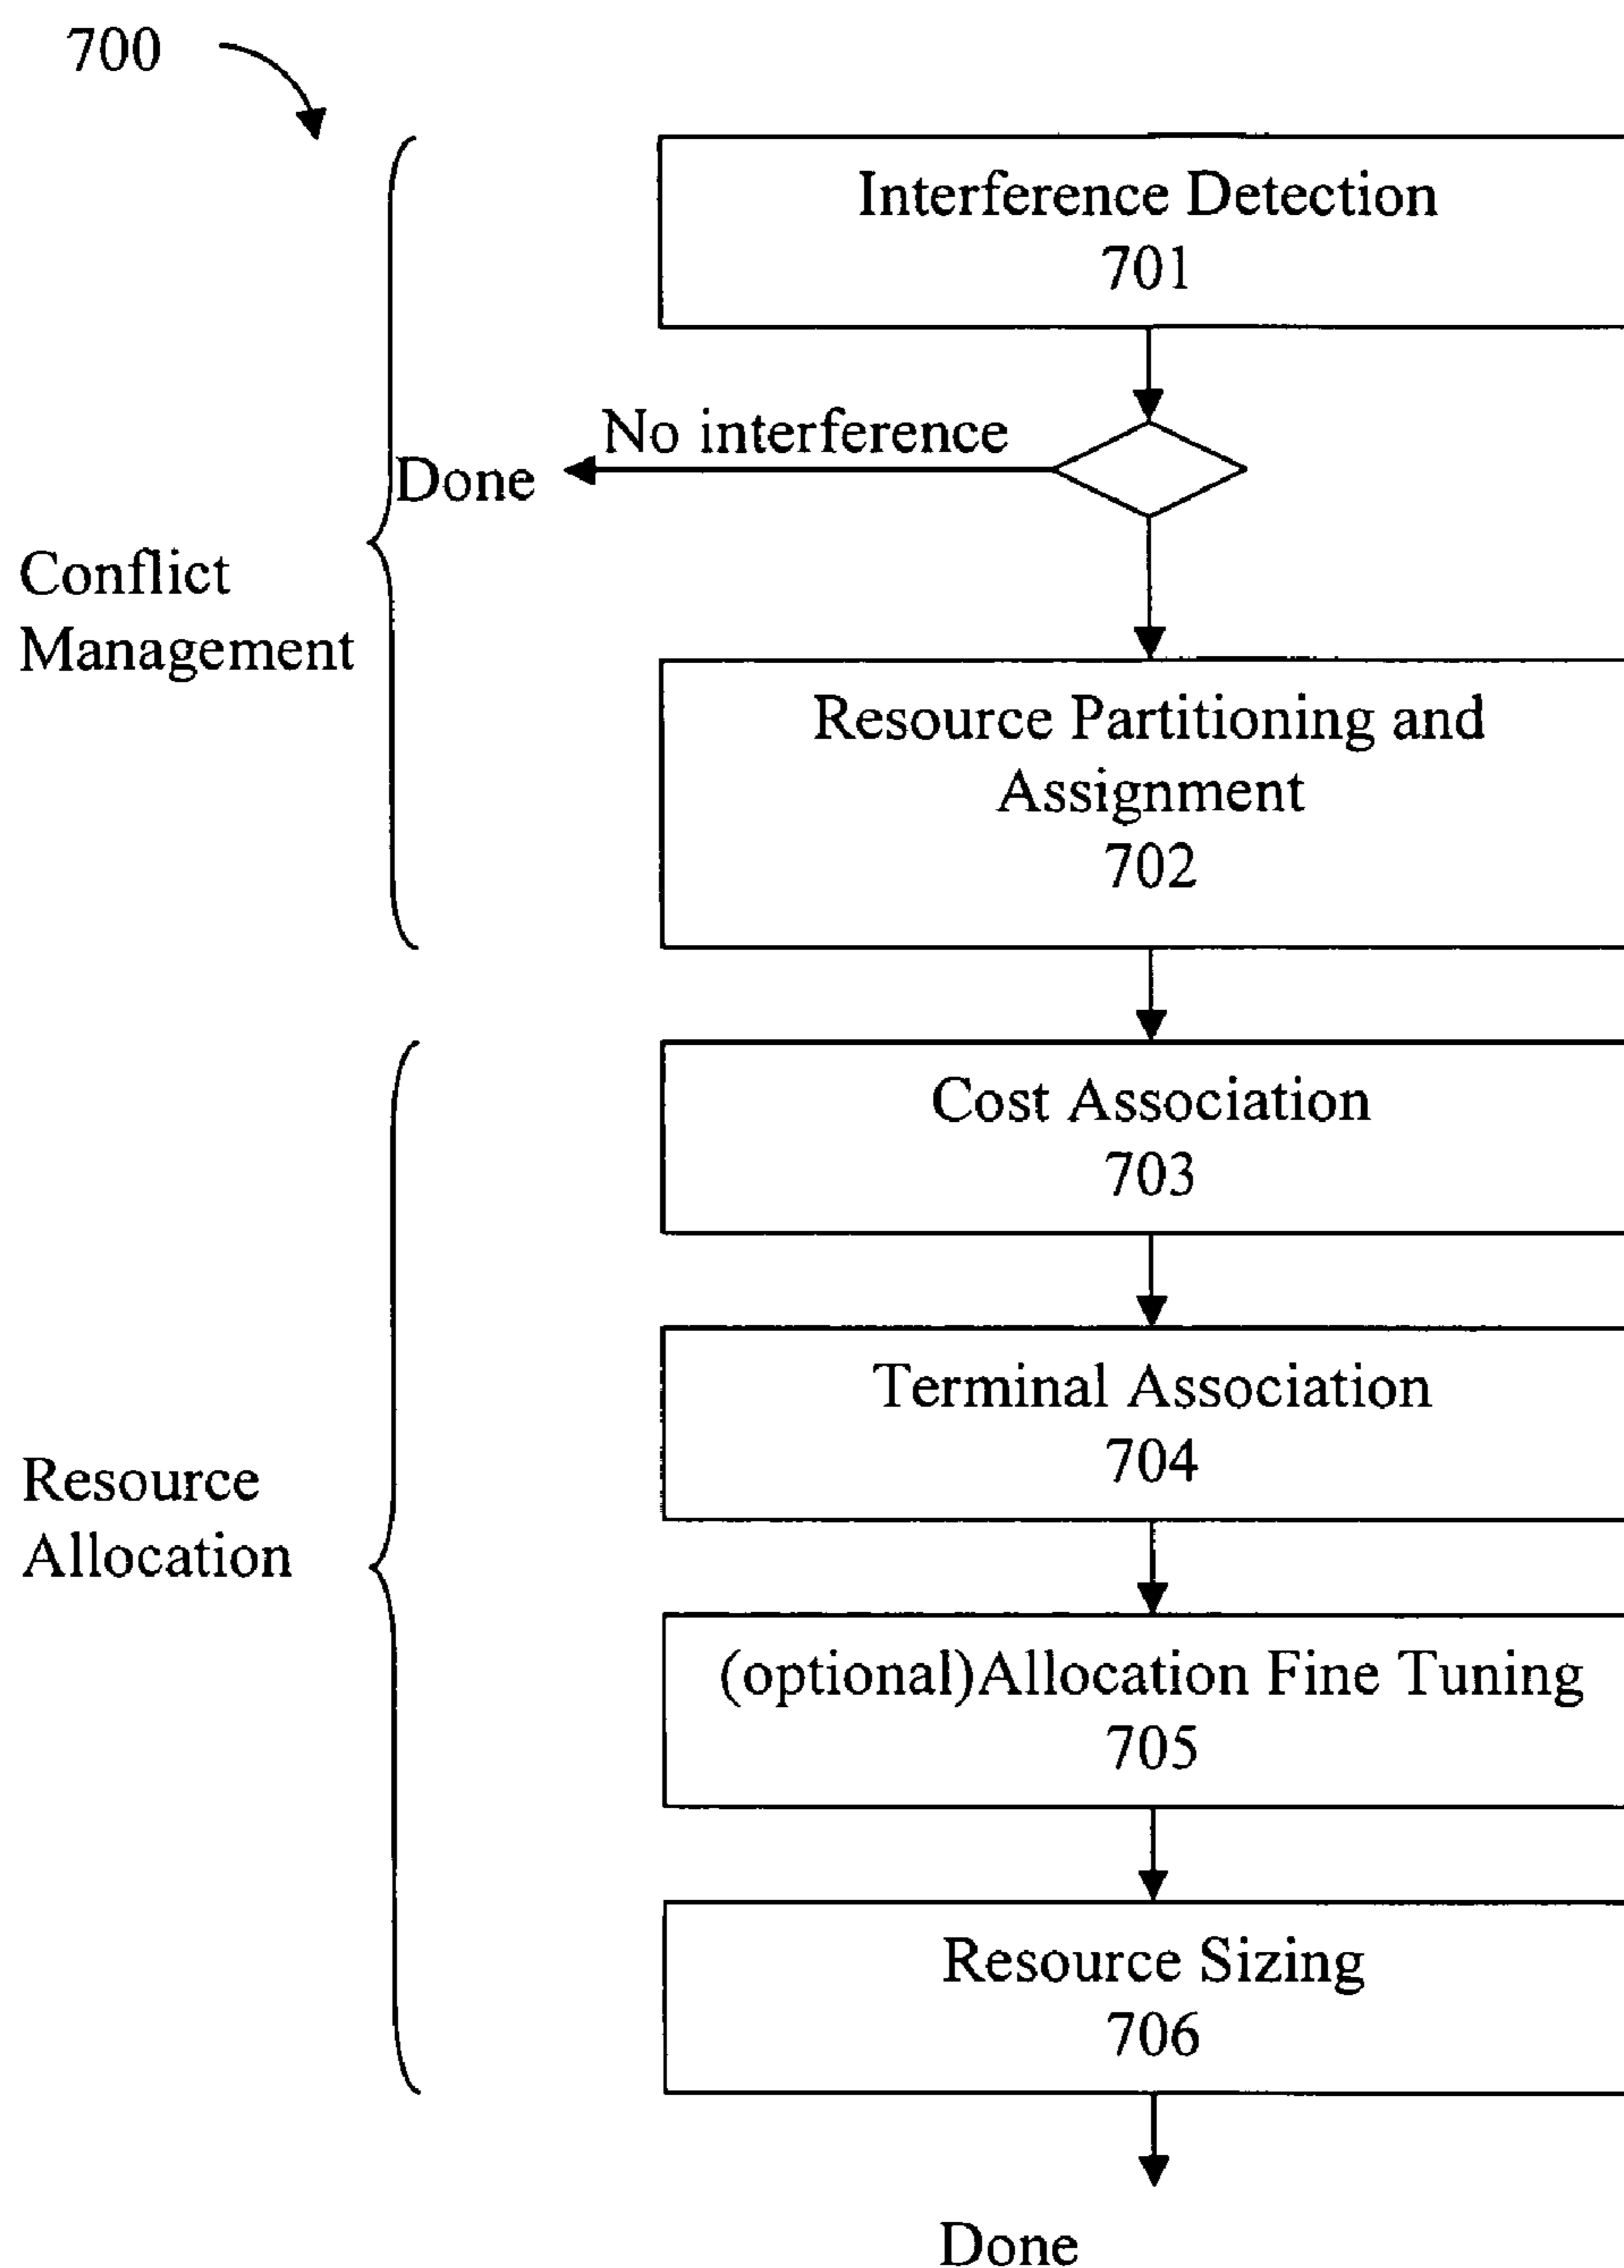 700
Interference Detection
701
No interference
Done
Conflict
Management
Resource Partitioning and
Assignment
702
Cost Association
703
Terminal Association
704
Resource
Allocation
(optional)Allocation Fine Tuning
705
Resource Sizing
706
Done